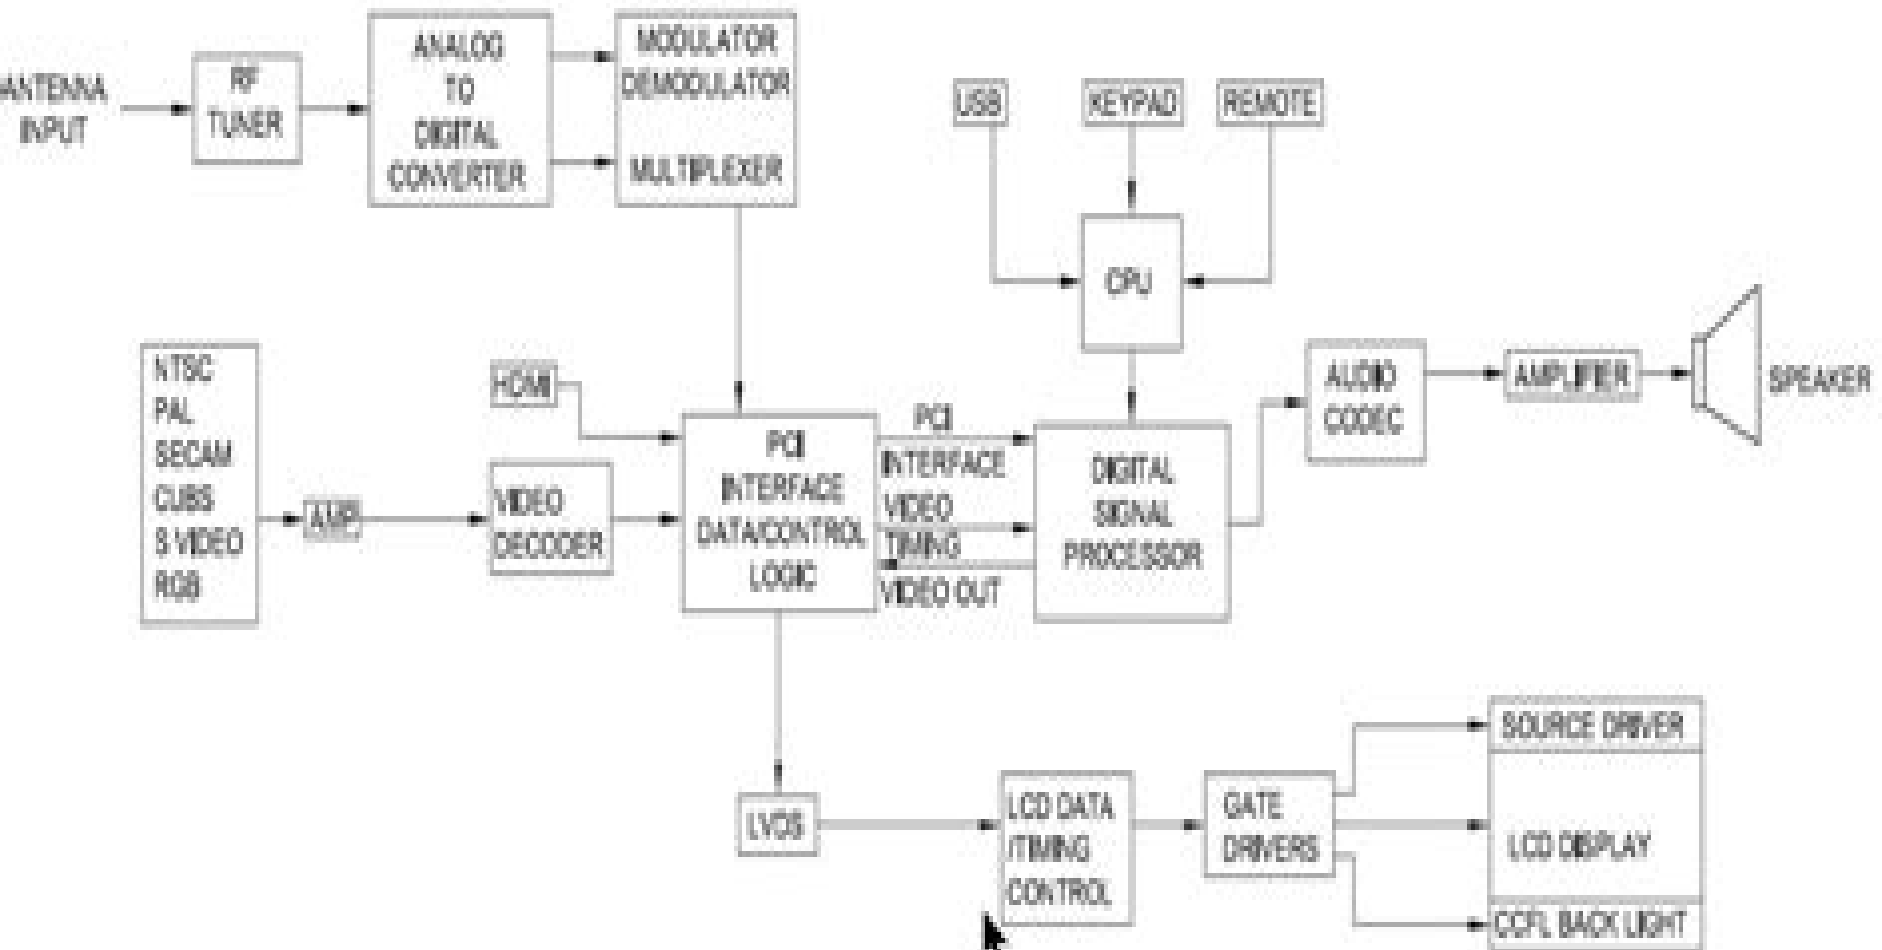 ANTENNA
INPUT
RF
TUNER
ANALOG
TO
DIGITAL
CONVERTER
MODULATOR
DEMODULATOR
MULTIPLEXER
USB
KEYPAD
REMOTE
CPU
NTSC
PAL
SECAM
CUBS
S VIDEO
RGB
AMP
HDMI
VIDEO
DECODER
PCI
INTERFACE
DATA/CONTROL
LOGIC
PCI
INTERFACE
VIDEO
TIMING
VIDEO OUT
DIGITAL
SIGNAL
PROCESSOR
AUDIO
CODEC
AMPLIFIER
SPEAKER
LVDS
LCD DATA
/TIMING
CONTROL
GATE
DRIVERS
SOURCE DRIVER
LCD DISPLAY
CCFL BACK LIGHT